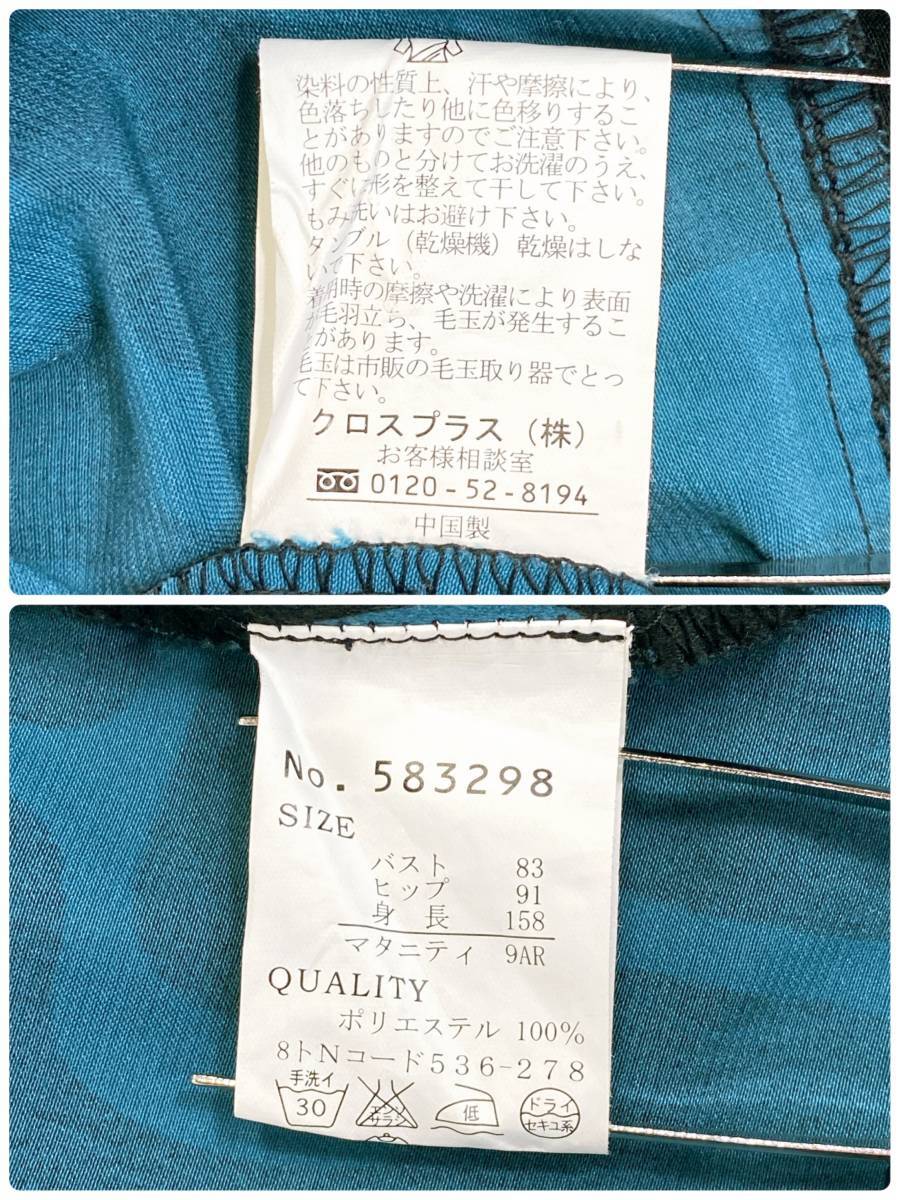 染料の性質上、汗や摩擦により、
色落ちしたり他に色移りするこ
とがありますのでご注意下さい。
他のものと分けてお洗濯のうえ、
すぐに形を整えて干して下さい。
もみ洗いはお避け下さい。
タンブル（乾燥機）乾燥はしな
いで下さい。
着用時の摩擦や洗濯により表面
が毛羽立ち、毛玉が発生するこ
とがあります。
毛玉は市販の毛玉取り器でとっ
て下さい。
クロスプラス（株）
お客様相談室
0120-52-8194
中国製
No. 583298
SIZE
バスト 83
ヒップ 91
身長 158
マタニティ 9AR
QUALITY
ポリエステル 100%
8トNコード536-278
手洗イ 30 エンソ サラシ 低 ドライ セキユ系